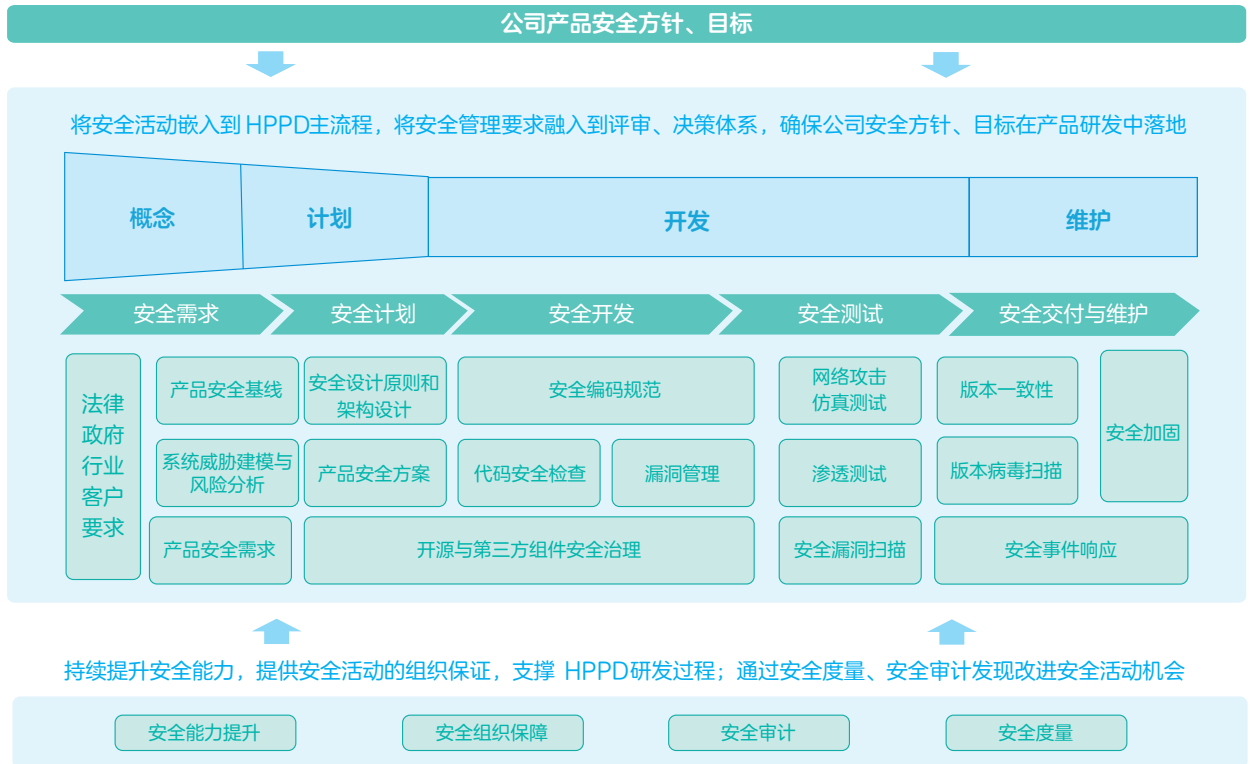 公司产品安全方针、目标
将安全活动嵌入到 HPPD主流程，将安全管理要求融入到评审、决策体系，确保公司安全方针、目标在产品研发中落地
概念
计划
开发
维护
安全需求
安全计划
安全开发
安全测试
安全交付与维护
法律
政府
行业
客户
要求
产品安全基线
系统威胁建模与
风险分析
产品安全需求
安全设计原则和
架构设计
产品安全方案
安全编码规范
代码安全检查
漏洞管理
开源与第三方组件安全治理
网络攻击
仿真测试
渗透测试
安全漏洞扫描
版本一致性
版本病毒扫描
安全加固
安全事件响应
持续提升安全能力，提供安全活动的组织保证，支撑 HPPD研发过程；通过安全度量、安全审计发现改进安全活动机会
安全能力提升
安全组织保障
安全审计
安全度量